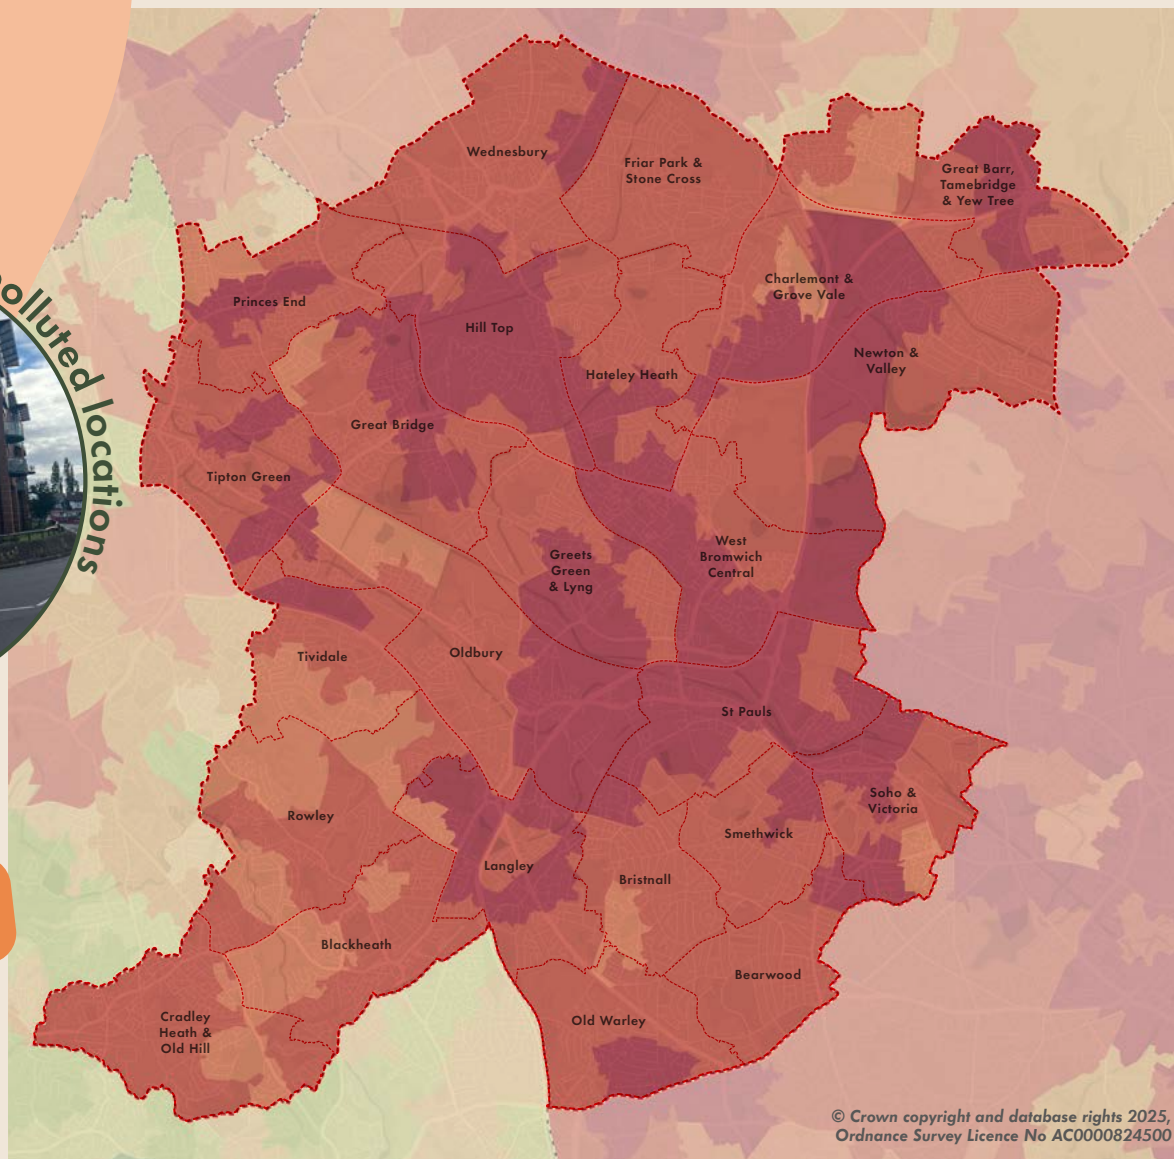 olluted locations
Wednesbury
Friar Park &
Stone Cross
Great Barr,
Tamebridge
& Yew Tree
Charlemont &
Grove Vale
Princes End
Hill Top
Newton &
Valley
Hateley Heath
Great Bridge
Tipton Green
West
Bromwich
Central
Greets
Green
& Lyng
Tividale
Oldbury
St Pauls
Rowley
Soho &
Victoria
Smethwick
Langley
Bristnall
Blackheath
Bearwood
Cradley
Heath &
Old Hill
Old Warley
© Crown copyright and database rights 2025,
Ordnance Survey Licence No AC0000824500